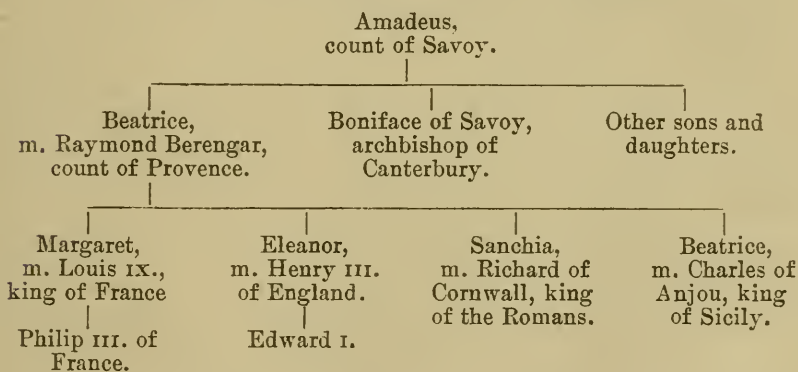 Amadeus,
count of Savoy.
Beatrice,
m. Raymond Berengar,
count of Provence.
Boniface of Savoy,
archbishop of
Canterbury.
Other sons and
daughters.
Margaret,
m. Louis IX.,
king of France
Eleanor,
m. Henry III.
of England.
Sanchia,
m. Richard of
Cornwall, king
of the Romans.
Beatrice,
m. Charles of
Anjou, king
of Sicily.
Philip III. of
France.
Edward I.